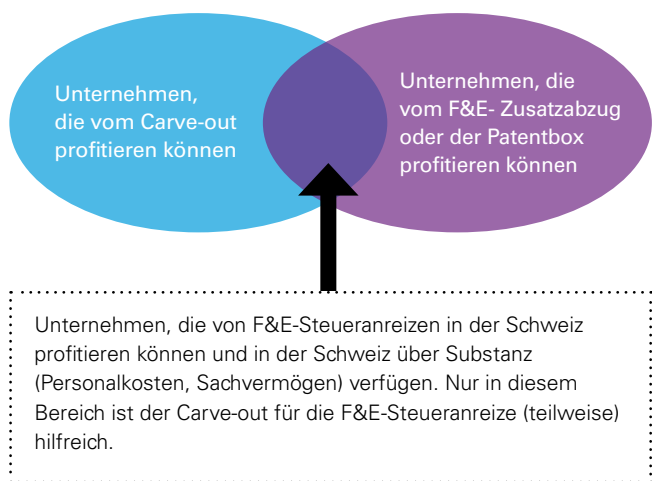 Unternehmen,
die vom Carve-out
profitieren können
Unternehmen, die
vom F&E- Zusatzabzug
oder der Patentbox
profitieren können
Unternehmen, die von F&E-Steueranreizen in der Schweiz
profitieren können und in der Schweiz über Substanz
(Personalkosten, Sachvermögen) verfügen. Nur in diesem
Bereich ist der Carve-out für die F&E-Steueranreize (teilweise)
hilfreich.